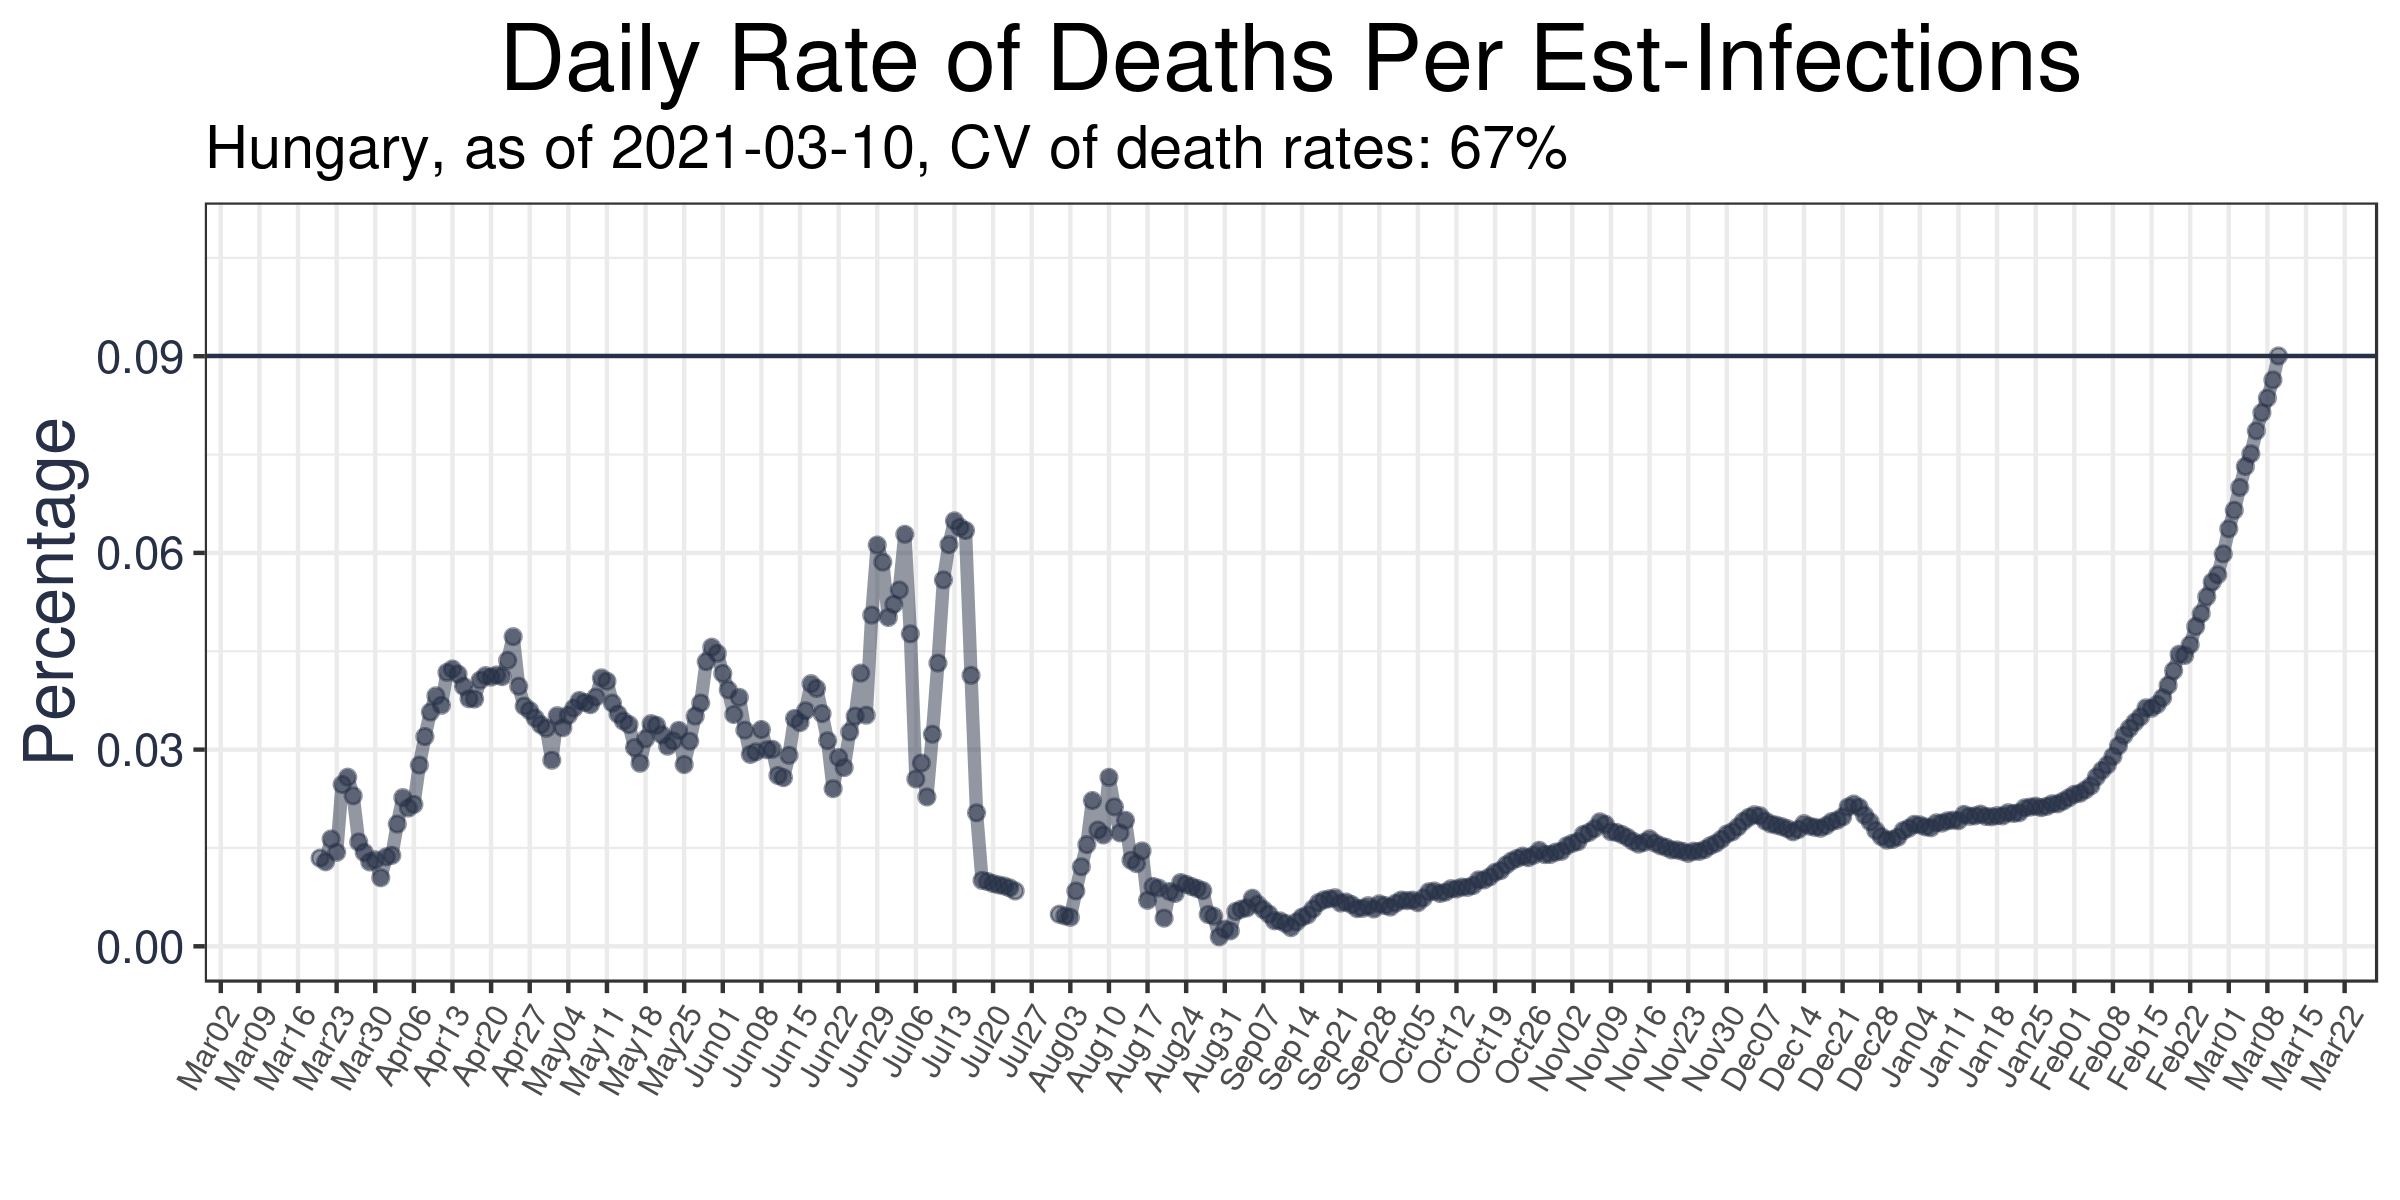 Daily Rate of Deaths Per Est-Infections
Hungary, as of 2021-03-10, CV of death rates: 67%
Percentage
0.09
0.06
0.03
0.00
Mar02
Mar09
Mar16
Mar23
Mar30
Apr06
Apr13
Apr20
Apr27
May04
May11
May18
May25
Jun01
Jun08
Jun15
Jun22
Jun29
Jul06
Jul13
Jul20
Jul27
Aug03
Aug10
Aug17
Aug24
Aug31
Sep07
Sep14
Sep21
Sep28
Oct05
Oct12
Oct19
Oct26
Nov02
Nov09
Nov16
Nov23
Nov30
Dec07
Dec14
Dec21
Dec28
Jan04
Jan11
Jan18
Jan25
Feb01
Feb08
Feb15
Feb22
Mar01
Mar08
Mar15
Mar22